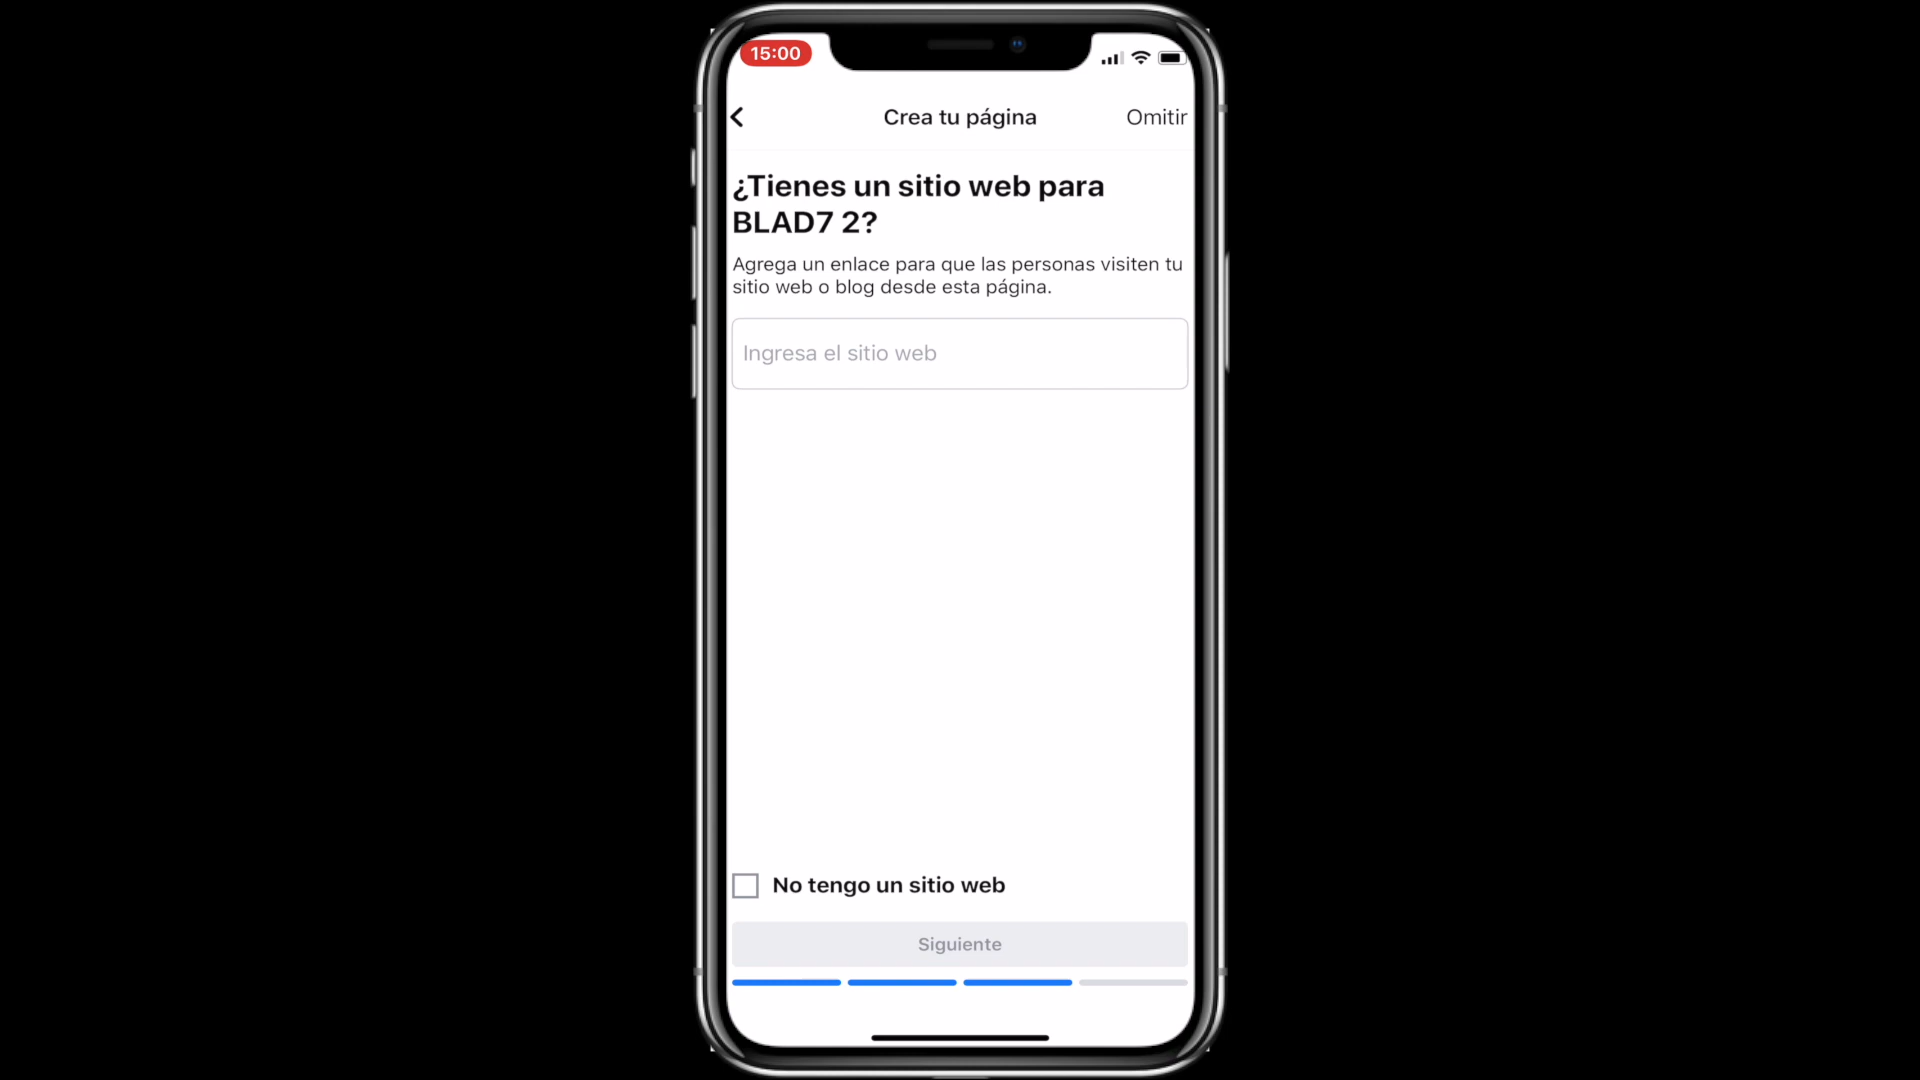 15:00
Crea tu página
Omitir
¿Tienes un sitio web para
BLAD7 2?
Agrega un enlace para que las personas visiten tu
sitio web o blog desde esta página.
Ingresa el sitio web
No tengo un sitio web
Siguiente